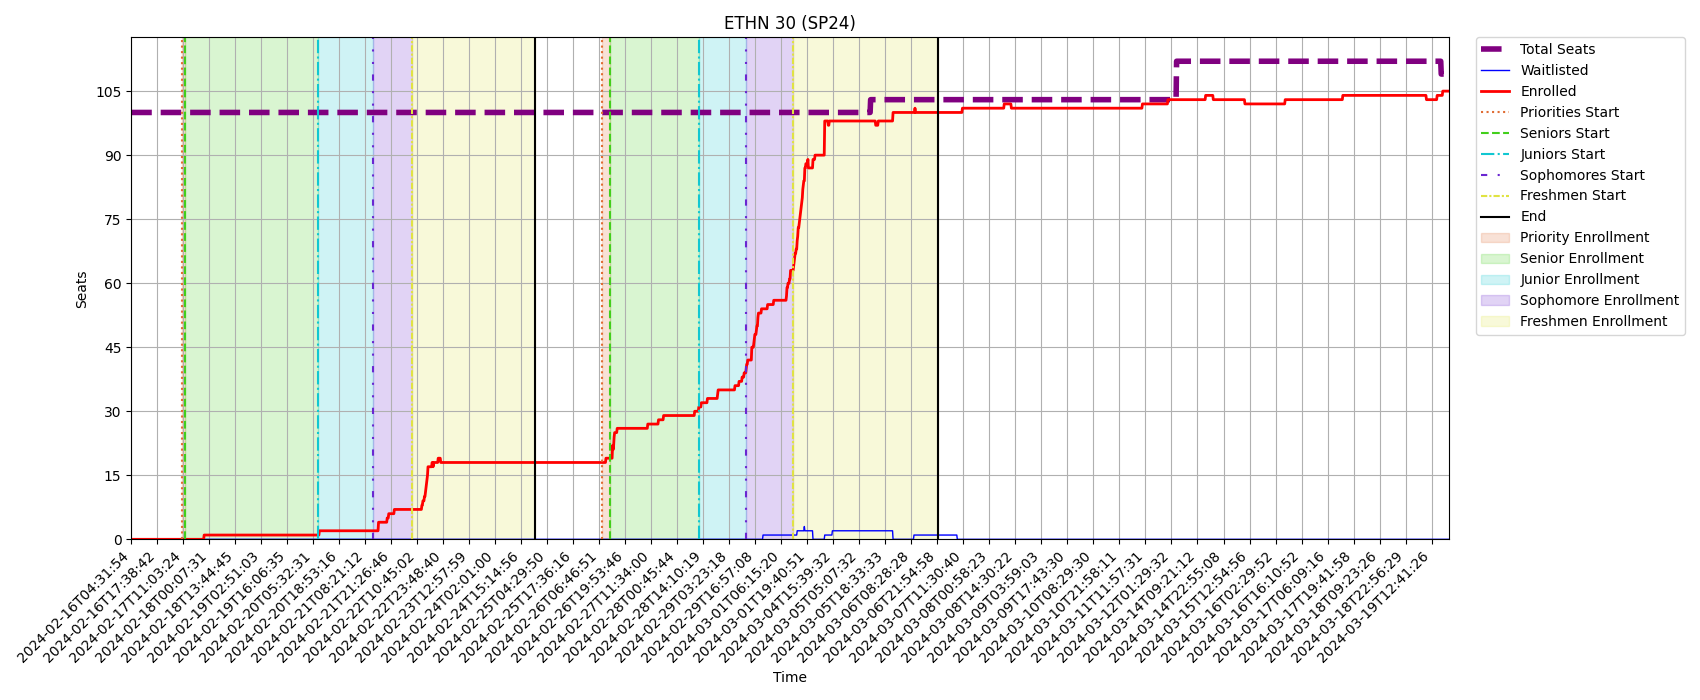 ETHN 30 (SP24)
Seats
105
90
75
60
45
30
15
0
2024-02-16T04:31:54
2024-02-16T17:38:42
2024-02-17T11:03:24
2024-02-18T00:07:31
2024-02-18T13:44:45
2024-02-19T02:51:03
2024-02-19T16:06:35
2024-02-20T05:32:31
2024-02-20T18:53:16
2024-02-21T08:21:12
2024-02-21T21:26:46
2024-02-22T10:45:02
2024-02-22T23:48:40
2024-02-23T12:57:59
2024-02-24T02:01:00
2024-02-24T15:14:56
2024-02-25T04:29:50
2024-02-25T17:36:16
2024-02-26T06:46:51
2024-02-26T19:53:46
2024-02-27T11:34:00
2024-02-28T00:45:44
2024-02-28T14:10:19
2024-02-29T03:23:18
2024-02-29T16:57:08
2024-03-01T06:15:20
2024-03-01T19:40:51
2024-03-04T15:39:32
2024-03-05T05:07:32
2024-03-05T18:33:33
2024-03-06T08:28:28
2024-03-06T21:54:58
2024-03-07T11:30:40
2024-03-08T00:58:23
2024-03-08T14:30:22
2024-03-09T03:59:03
2024-03-09T17:43:30
2024-03-10T08:29:30
2024-03-10T21:58:11
2024-03-11T11:57:31
2024-03-12T01:29:32
2024-03-14T09:21:12
2024-03-14T22:55:08
2024-03-15T12:54:56
2024-03-16T02:29:52
2024-03-16T16:10:52
2024-03-17T06:09:16
2024-03-17T19:41:58
2024-03-18T09:23:26
2024-03-18T22:56:29
2024-03-19T12:41:26
Time
Total Seats
Waitlisted
Enrolled
Priorities Start
Seniors Start
Juniors Start
Sophomores Start
Freshmen Start
End
Priority Enrollment
Senior Enrollment
Junior Enrollment
Sophomore Enrollment
Freshmen Enrollment